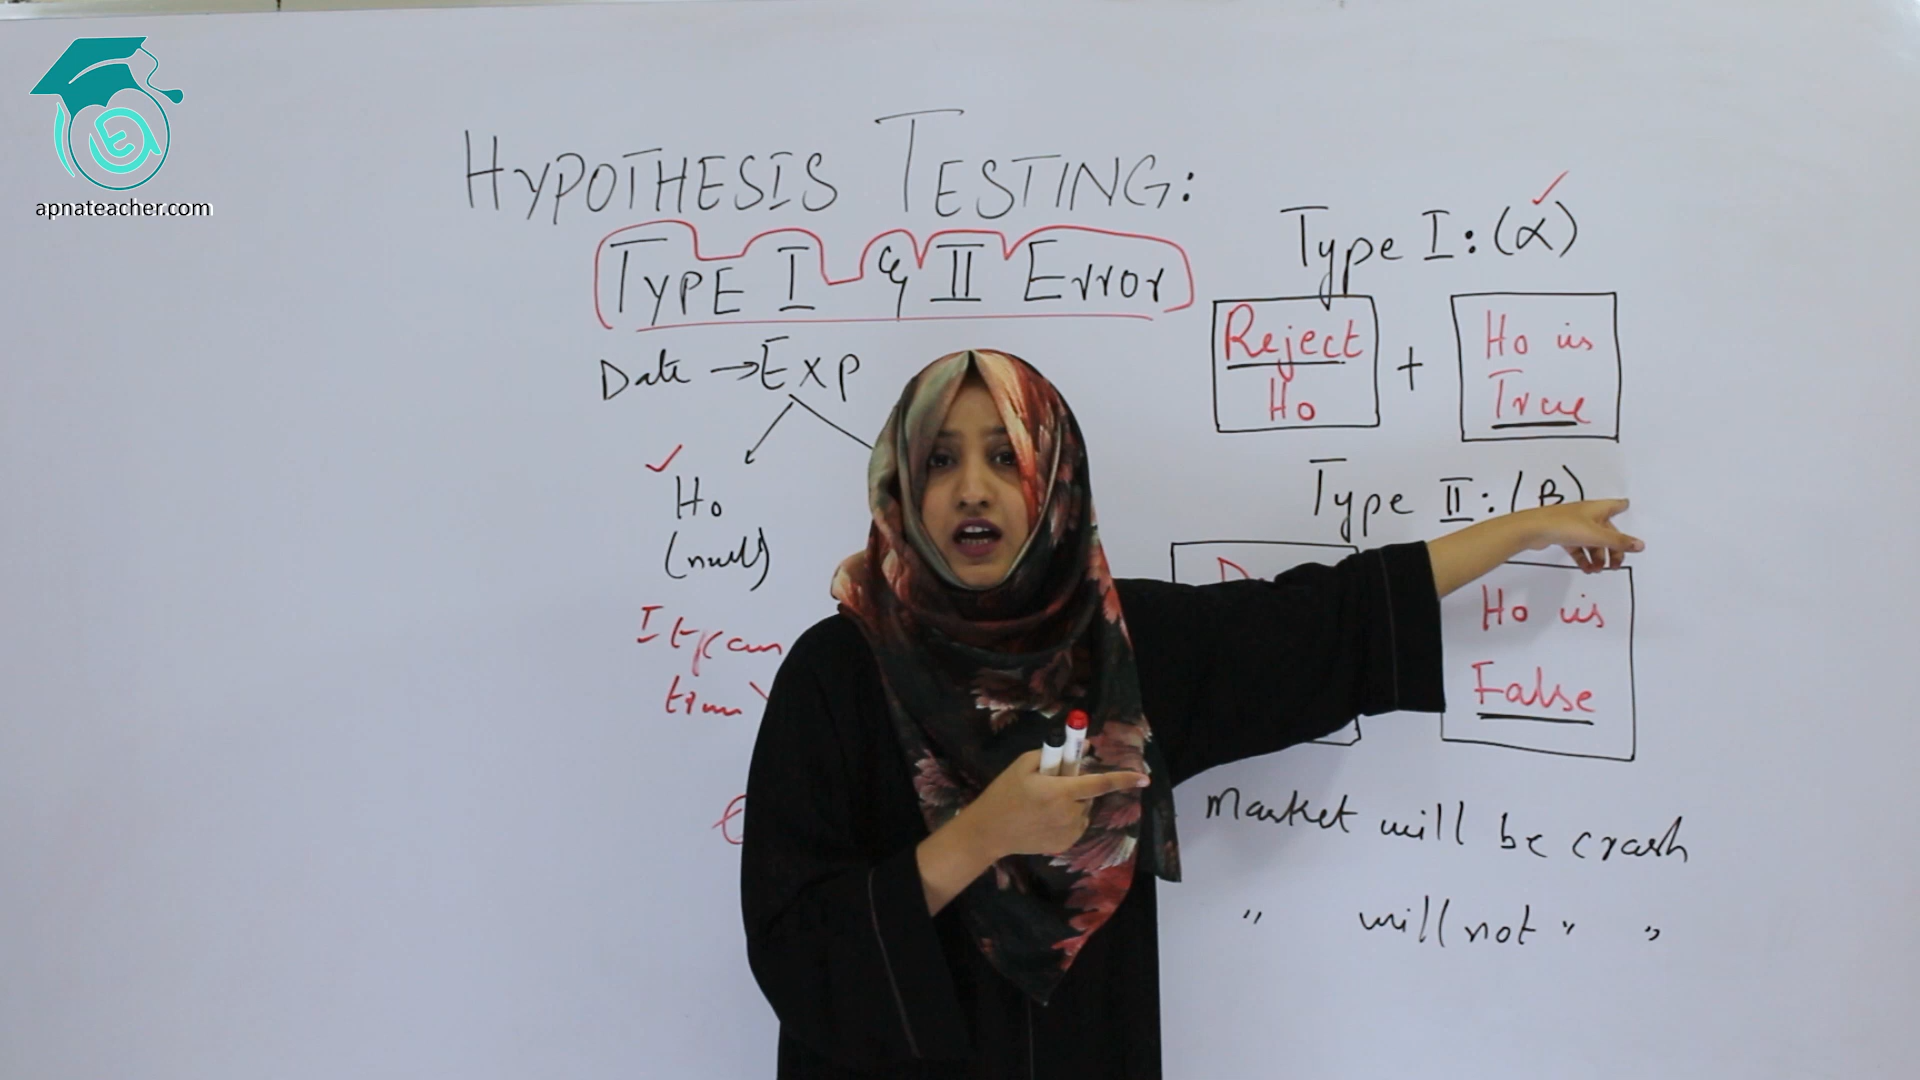 apnateacher.com
HYPOTHESIS TESTING:
TYPE I & II Error
Date → Exp
✓
Ho
(null)
Type I: (α) ✓
Reject
Ho
+
Ho is
True
Type II: (β)
Ho is
False
Market will be crash
" will not " "